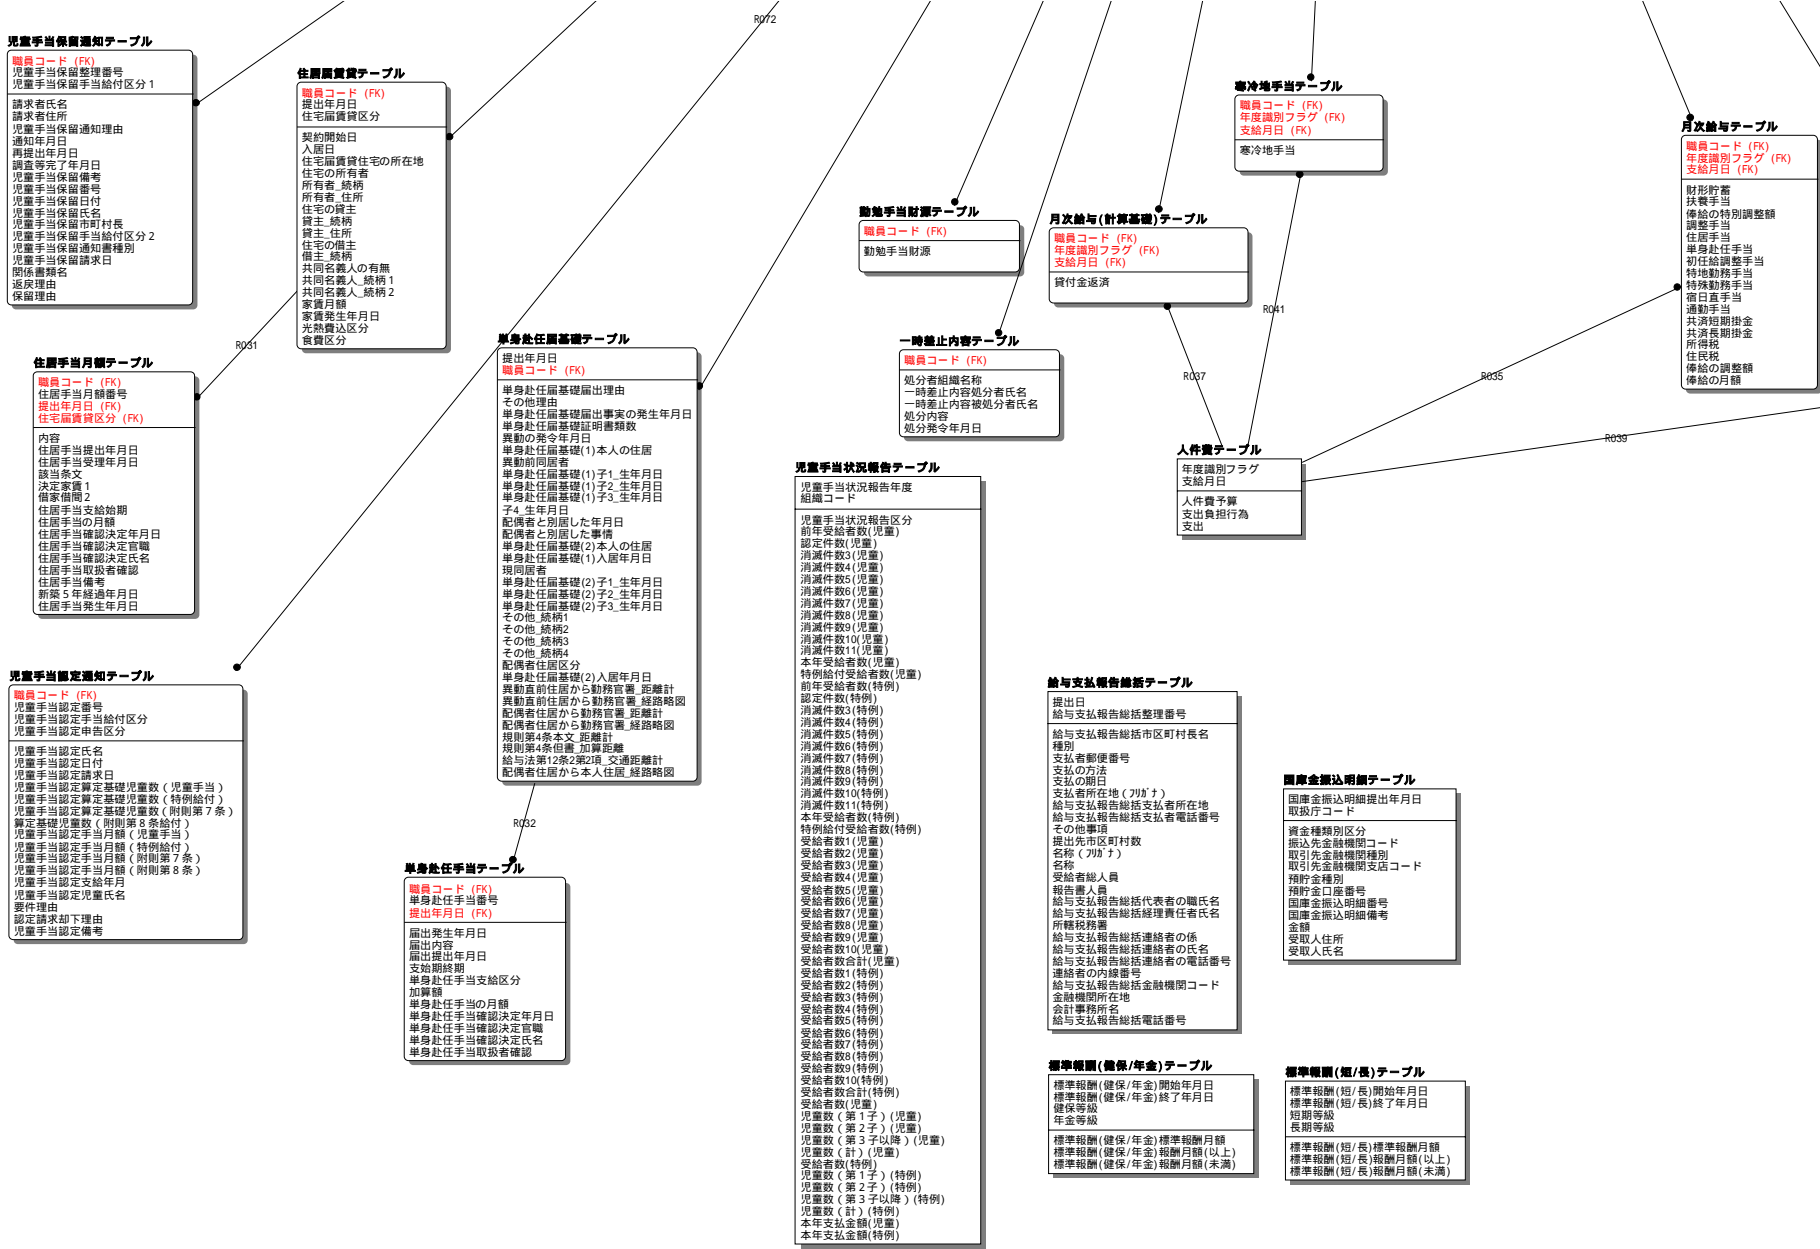 R072
児童手当保留通知テーブル
職員コード (FK)
児童手当保留整理番号
児童手当保留手当給付区分1
請求者氏名
請求者住所
児童手当保留通知理由
通知年月日
再提出年月日
調査等完了年月日
児童手当保留備考
児童手当保留番号
児童手当保留日付
児童手当保留氏名
児童手当保留市町村長
児童手当保留手当給付区分2
児童手当保留通知書種別
児童手当保留請求日
関係書類名
返戻理由
保留理由
住居届賃貸テーブル
職員コード (FK)
提出年月日
住宅届賃貸区分
契約開始日
入居日
住宅届賃貸住宅の所在地
住宅の所有者
所有者_続柄
所有者_住所
住宅の貸主
貸主_続柄
貸主_住所
住宅の借主
借主_続柄
共同名義人の有無
共同名義人_続柄1
共同名義人_続柄2
家賃月額
家賃発生年月日
光熱費込区分
食費区分
R031
住居手当月額テーブル
職員コード (FK)
住居手当月額番号
提出年月日 (FK)
住宅届賃貸区分 (FK)
内容
住居手当提出年月日
住居手当受理年月日
該当条文
決定家賃1
借家借間2
住居手当支給始期
住居手当の月額
住居手当確認決定年月日
住居手当確認決定官職
住居手当確認決定氏名
住居手当取扱者確認
住居手当備考
新築5年経過年月日
住居手当発生年月日
児童手当認定通知テーブル
職員コード (FK)
児童手当認定番号
児童手当認定手当給付区分
児童手当認定申告区分
児童手当認定氏名
児童手当認定日付
児童手当認定請求日
児童手当認定算定基礎児童数(児童手当)
児童手当認定算定基礎児童数(特例給付)
児童手当認定算定基礎児童数(附則第7条)
算定基礎児童数(附則第8条給付)
児童手当認定手当月額(児童手当)
児童手当認定手当月額(特例給付)
児童手当認定手当月額(附則第7条)
児童手当認定手当月額(附則第8条)
児童手当認定支給年月
児童手当認定児童氏名
要件理由
認定請求却下理由
児童手当認定備考
単身赴任届基礎テーブル
提出年月日
職員コード (FK)
単身赴任届基礎届出理由
その他理由
単身赴任届基礎届出事実の発生年月日
単身赴任届基礎証明書類数
異動の発令年月日
単身赴任届基礎(1)本人の住居
異動前同居者
単身赴任届基礎(1)子1_生年月日
単身赴任届基礎(1)子2_生年月日
単身赴任届基礎(1)子3_生年月日
子4_生年月日
配偶者と別居した年月日
配偶者と別居した事情
単身赴任届基礎(2)本人の住居
単身赴任届基礎(1)入居年月日
現同居者
単身赴任届基礎(2)子1_生年月日
単身赴任届基礎(2)子2_生年月日
単身赴任届基礎(2)子3_生年月日
その他_続柄1
その他_続柄2
その他_続柄3
その他_続柄4
配偶者住居区分
単身赴任届基礎(2)入居年月日
異動直前住居から勤務官署_距離計
異動直前住居から勤務官署_経路略図
配偶者住居から勤務官署_距離計
配偶者住居から勤務官署_経路略図
規則第4条本文_距離計
規則第4条但書_加算距離
給与法第12条2第2項_交通距離計
配偶者住居から本人住居_経路略図
R032
単身赴任手当テーブル
職員コード (FK)
単身赴任手当番号
提出年月日 (FK)
届出発生年月日
届出内容
届出提出年月日
支始期終期
単身赴任手当支給区分
加算額
単身赴任手当の月額
単身赴任手当確認決定年月日
単身赴任手当確認決定官職
単身赴任手当確認決定氏名
単身赴任手当取扱者確認
勤勉手当財源テーブル
職員コード (FK)
勤勉手当財源
一時差止内容テーブル
職員コード (FK)
処分者組織名称
一時差止内容処分者氏名
一時差止内容被処分者氏名
処分内容
処分発令年月日
児童手当状況報告テーブル
児童手当状況報告年度
組織コード
児童手当状況報告区分
前年受給者数(児童)
認定件数(児童)
消滅件数3(児童)
消滅件数4(児童)
消滅件数5(児童)
消滅件数6(児童)
消滅件数7(児童)
消滅件数8(児童)
消滅件数9(児童)
消滅件数10(児童)
消滅件数11(児童)
本年受給者数(児童)
特例給付受給者数(児童)
前年受給者数(特例)
認定件数(特例)
消滅件数3(特例)
消滅件数4(特例)
消滅件数5(特例)
消滅件数6(特例)
消滅件数7(特例)
消滅件数8(特例)
消滅件数9(特例)
消滅件数10(特例)
消滅件数11(特例)
本年受給者数(特例)
特例給付受給者数(特例)
受給者数1(児童)
受給者数2(児童)
受給者数3(児童)
受給者数4(児童)
受給者数5(児童)
受給者数6(児童)
受給者数7(児童)
受給者数8(児童)
受給者数9(児童)
受給者数10(児童)
受給者数合計(児童)
受給者数1(特例)
受給者数2(特例)
受給者数3(特例)
受給者数4(特例)
受給者数5(特例)
受給者数6(特例)
受給者数7(特例)
受給者数8(特例)
受給者数9(特例)
受給者数10(特例)
受給者数合計(特例)
受給者数(児童)
児童数(第1子)(児童)
児童数(第2子)(児童)
児童数(第3子以降)(児童)
児童数(計)(児童)
受給者数(特例)
児童数(第1子)(特例)
児童数(第2子)(特例)
児童数(第3子以降)(特例)
児童数(計)(特例)
本年支払金額(児童)
本年支払金額(特例)
月次給与(計算基礎)テーブル
職員コード (FK)
年度識別フラグ (FK)
支給月日 (FK)
貸付金返済
寒冷地手当テーブル
職員コード (FK)
年度識別フラグ (FK)
支給月日 (FK)
寒冷地手当
R041
R037
R035
R039
月次給与テーブル
職員コード (FK)
年度識別フラグ (FK)
支給月日 (FK)
財形貯蓄
扶養手当
俸給の特別調整額
調整手当
住居手当
単身赴任手当
初任給調整手当
特地勤務手当
特殊勤務手当
宿日直手当
通勤手当
共済短期掛金
共済長期掛金
所得税
住民税
俸給の調整額
俸給の月額
人件費テーブル
年度識別フラグ
支給月日
人件費予算
支出負担行為
支出
給与支払報告総括テーブル
提出日
給与支払報告総括整理番号
給与支払報告総括市区町村長名
種別
支払者郵便番号
支払の方法
支払の期日
支払者所在地(フリガナ)
給与支払報告総括支払者所在地
給与支払報告総括支払者電話番号
その他事項
提出先市区町村数
名称(フリガナ)
名称
受給者総人員
報告書人員
給与支払報告総括代表者の職氏名
給与支払報告総括経理責任者氏名
所轄税務署
給与支払報告総括連絡者の係
給与支払報告総括連絡者の氏名
給与支払報告総括連絡者の電話番号
連絡者の内線番号
給与支払報告総括金融機関コード
金融機関所在地
会計事務所名
給与支払報告総括電話番号
国庫金振込明細テーブル
国庫金振込明細提出年月日
取扱庁コード
資金種類別区分
振込先金融機関コード
取引先金融機関種別
取引先金融機関支店コード
預貯金種別
預貯金口座番号
国庫金振込明細番号
国庫金振込明細備考
金額
受取人住所
受取人氏名
標準報酬(健保/年金)テーブル
標準報酬(健保/年金)開始年月日
標準報酬(健保/年金)終了年月日
健保等級
年金等級
標準報酬(健保/年金)標準報酬月額
標準報酬(健保/年金)報酬月額(以上)
標準報酬(健保/年金)報酬月額(未満)
標準報酬(短/長)テーブル
標準報酬(短/長)開始年月日
標準報酬(短/長)終了年月日
短期等級
長期等級
標準報酬(短/長)標準報酬月額
標準報酬(短/長)報酬月額(以上)
標準報酬(短/長)報酬月額(未満)